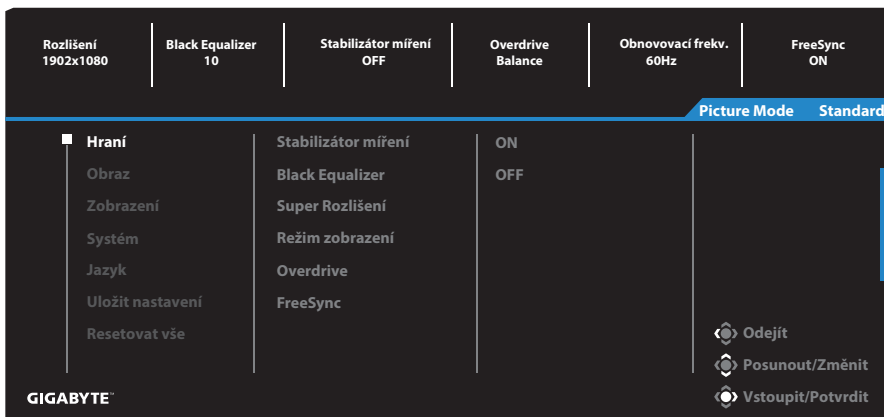 Rozlišení Black Equalizer Stabilizátor míření Overdrive Obnovovací frekv. FreeSync
1902x1080 10 OFF Balance 60Hz ON
Picture Mode Standard
Hraní Stabilizátor míření ON
Obraz Black Equalizer OFF
Zobrazení Super Rozlišení
Systém Režim zobrazení
Jazyk Overdrive
Uložit nastavení FreeSync
Resetovat vše
Odejít
Posunout/Změnit
Vstoupit/Potvrdit
GIGABYTE™